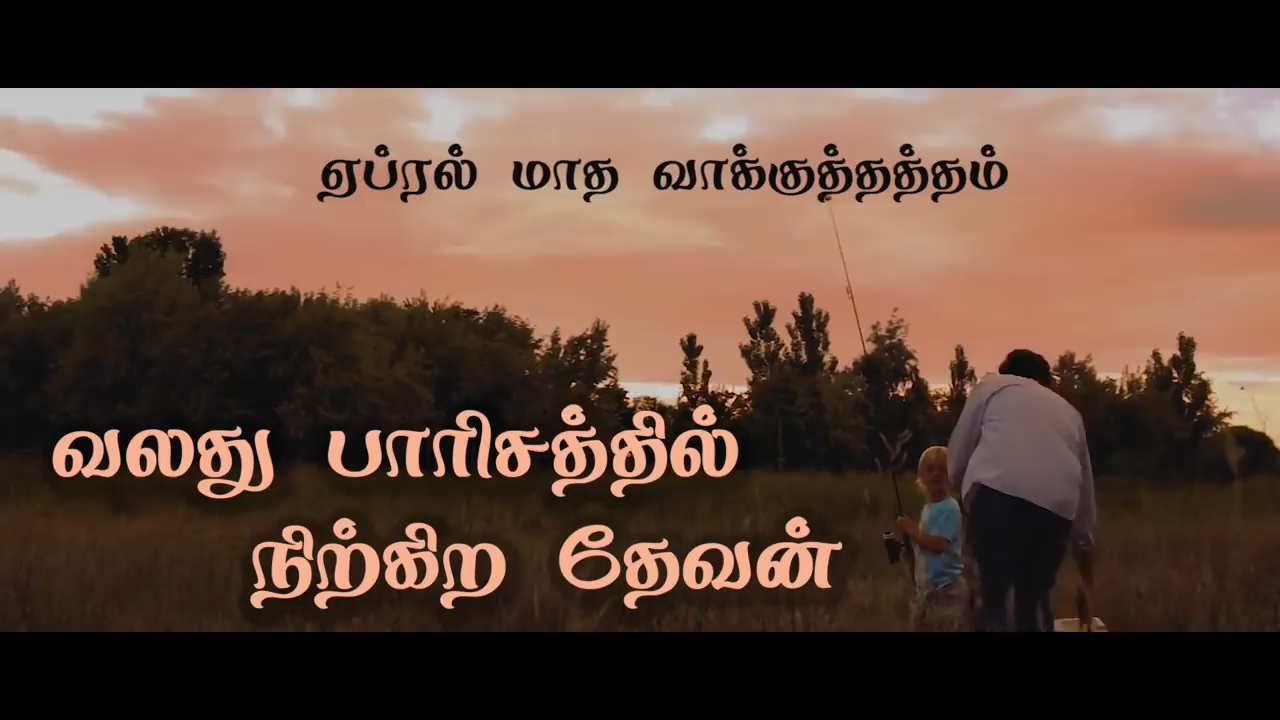 ஏப்ரல் மாத வாக்குத்தத்தம்
வலது பாரிசத்தில்
நிற்கிற தேவன்